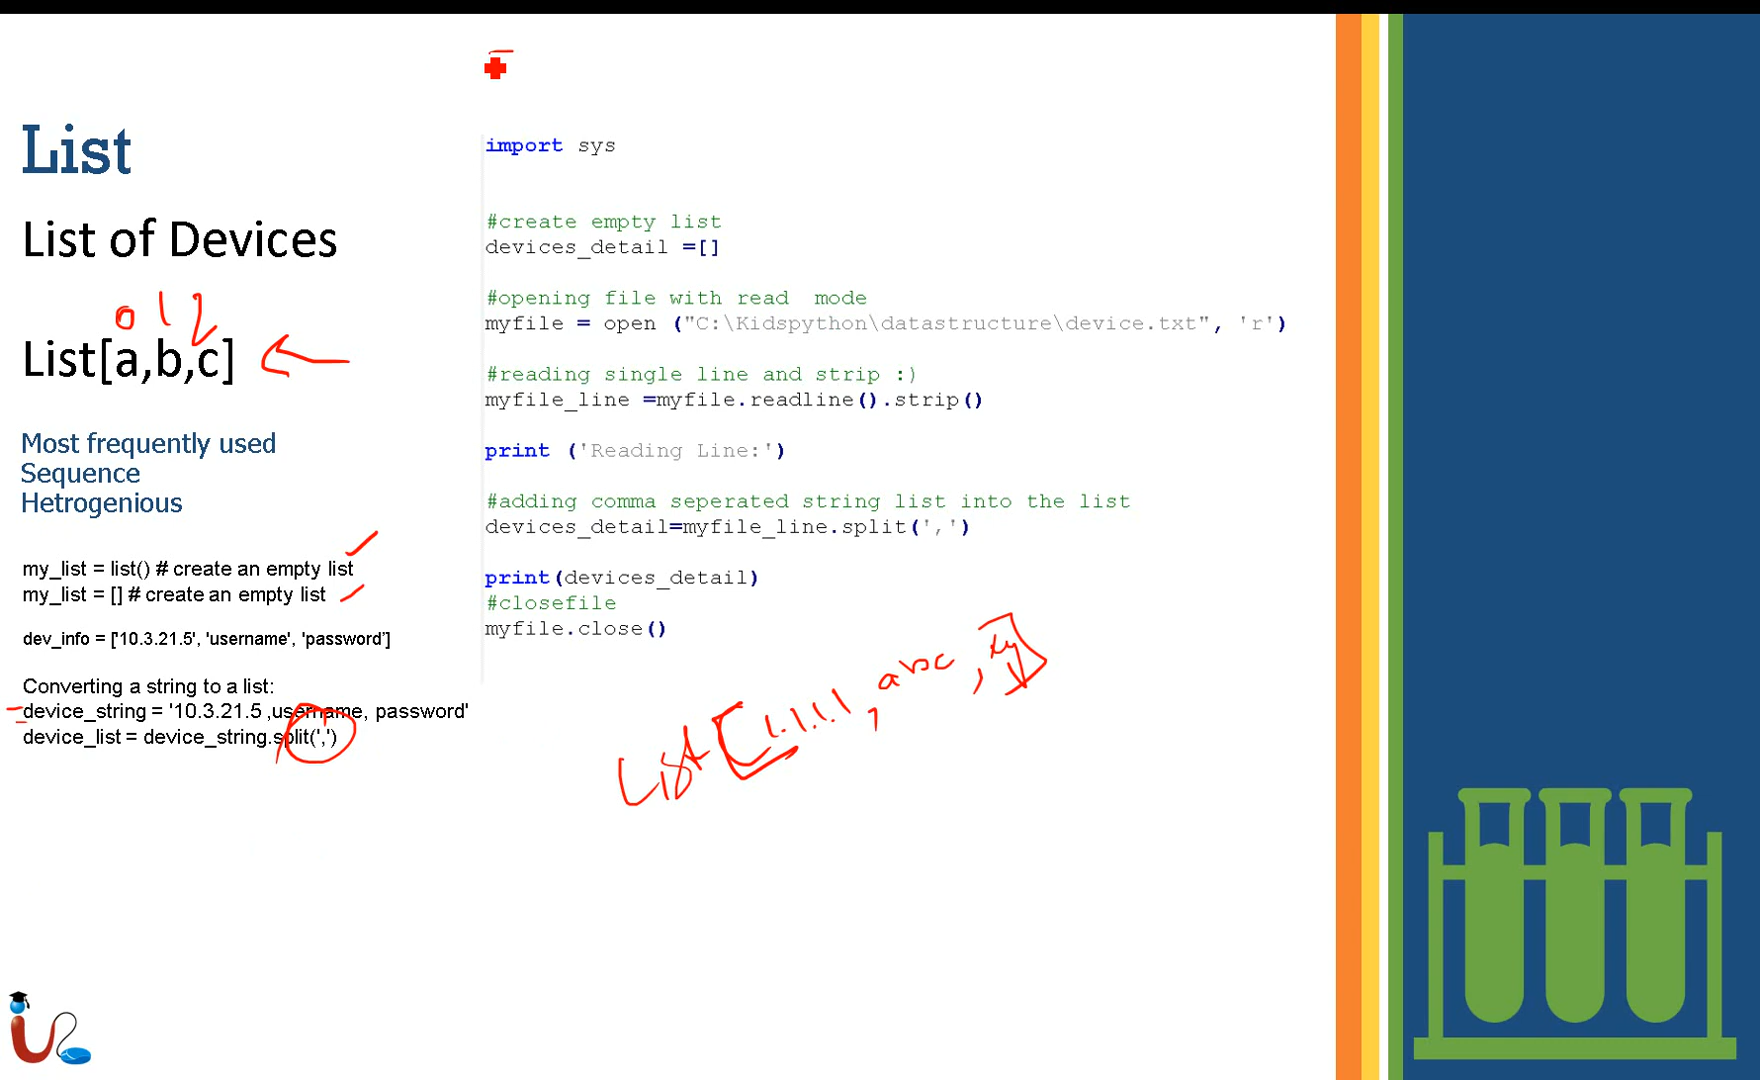 List
List of Devices
0 1 2
List[a,b,c]
Most frequently used
Sequence
Hetrogenious
my_list = list() # create an empty list
my_list = [] # create an empty list
dev_info = ['10.3.21.5', 'username', 'password']
Converting a string to a list:
device_string = '10.3.21.5 ,username, password'
device_list = device_string.split(',')
import sys
#create empty list
devices_detail =[]
#opening file with read  mode
myfile = open ("C:\Kidspython\datastructure\device.txt", 'r')
#reading single line and strip :)
myfile_line =myfile.readline().strip()
print ('Reading Line:')
#adding comma seperated string list into the list
devices_detail=myfile_line.split(',')
print(devices_detail)
#closefile
myfile.close()
List [1.1.1.1, abc, ]